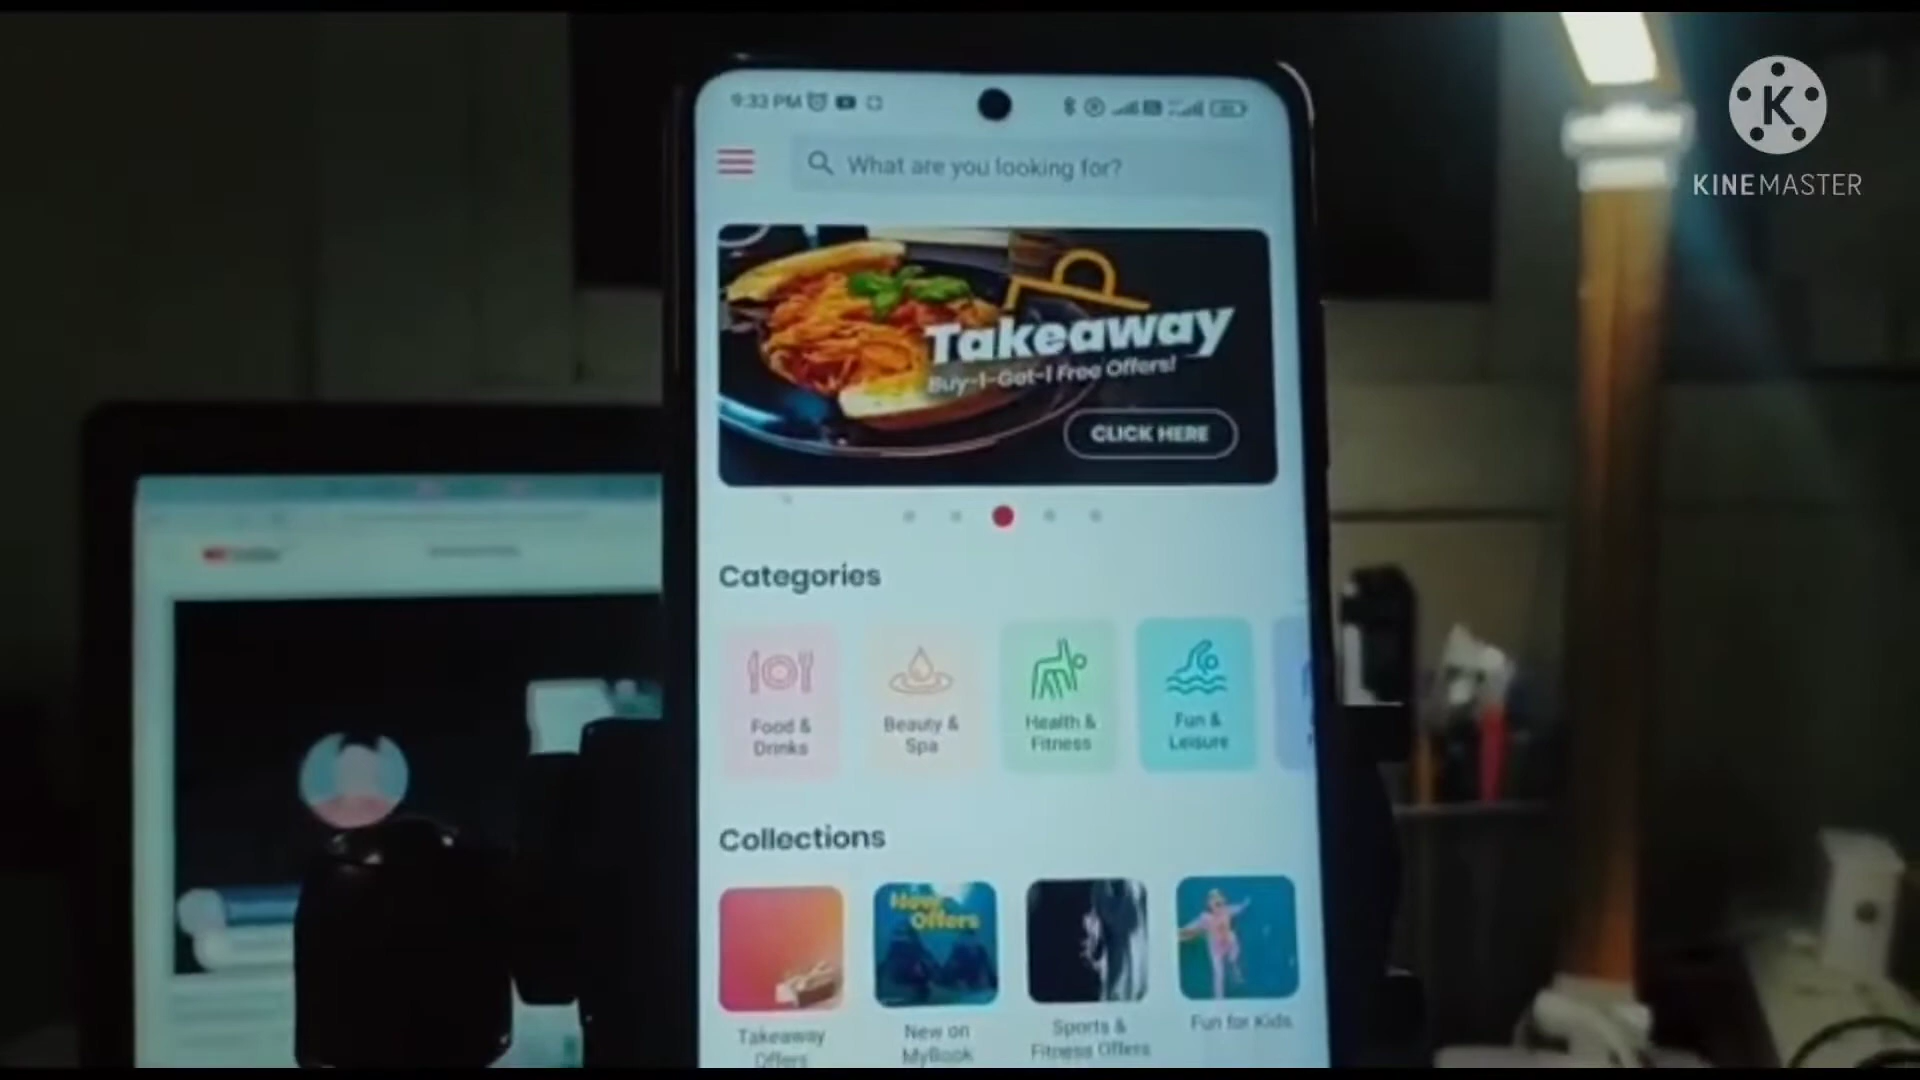 9:33 PM
KINEMASTER
What are you looking for?
Takeaway
Buy-1-Get-1 Free Offers!
CLICK HERE
Categories
Food &
Drinks
Beauty &
Spa
Health &
Fitness
Fun &
Leisure
Collections
New
Offers
Takeaway
Offers
New on
MyBook
Sports &
Fitness Offers
Fun for Kids